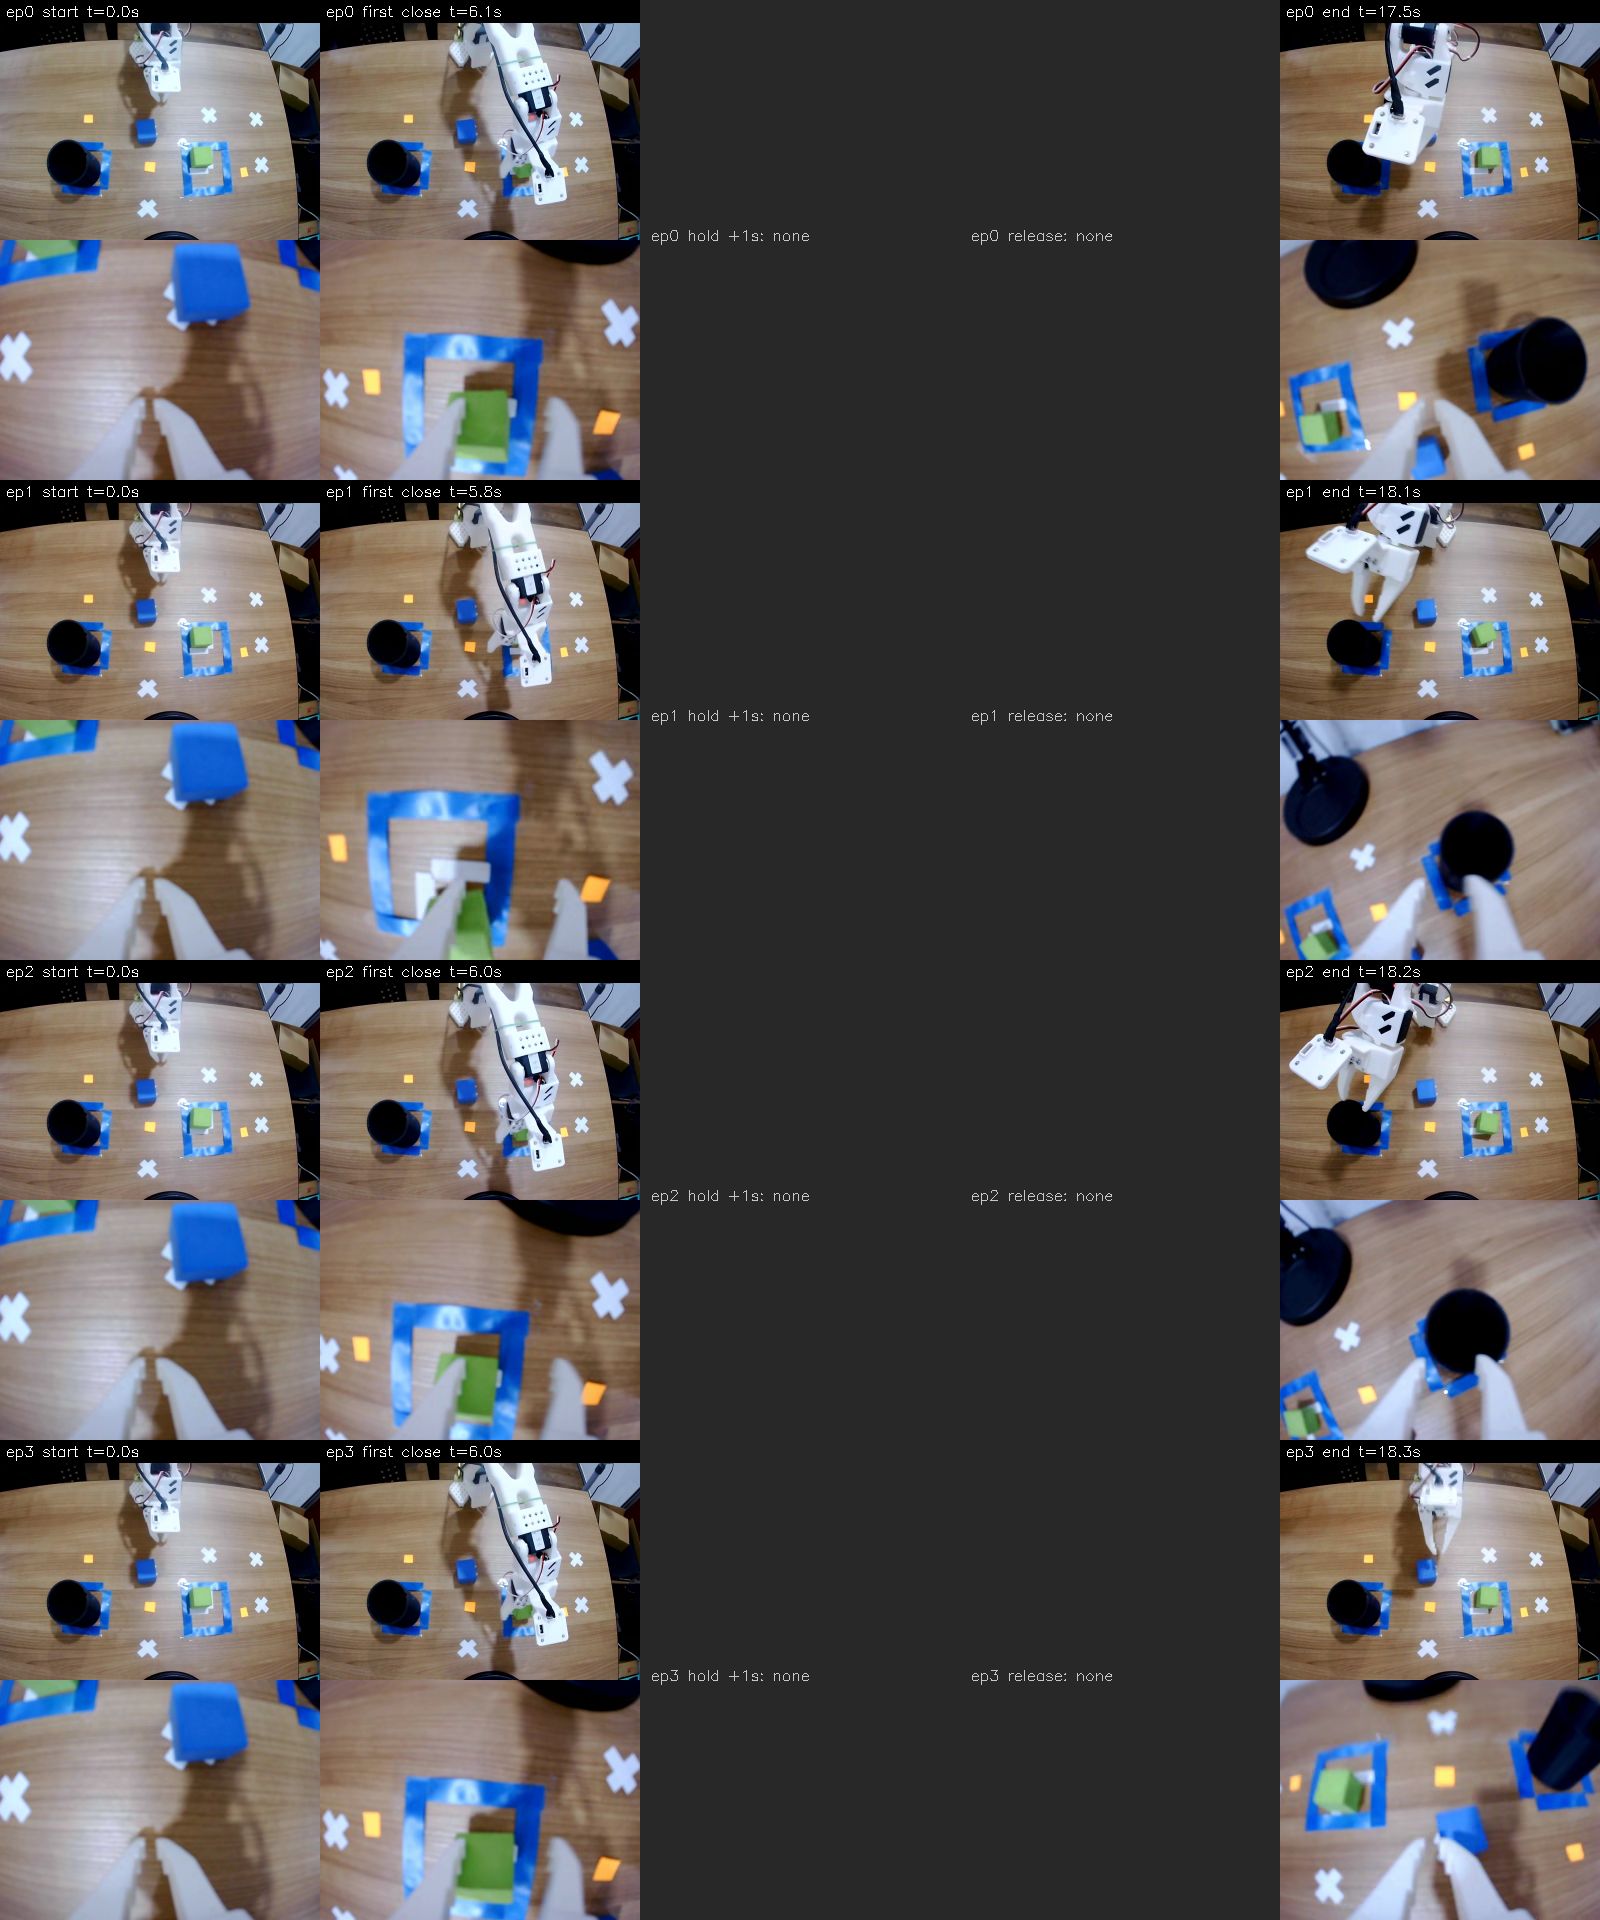 ep0 start t=0.0s
ep0 first close t=6.1s
ep0 end t=17.5s
ep0 hold +1s: none
ep0 release: none
ep1 start t=0.0s
ep1 first close t=5.8s
ep1 end t=18.1s
ep1 hold +1s: none
ep1 release: none
ep2 start t=0.0s
ep2 first close t=6.0s
ep2 end t=18.2s
ep2 hold +1s: none
ep2 release: none
ep3 start t=0.0s
ep3 first close t=6.0s
ep3 end t=18.3s
ep3 hold +1s: none
ep3 release: none